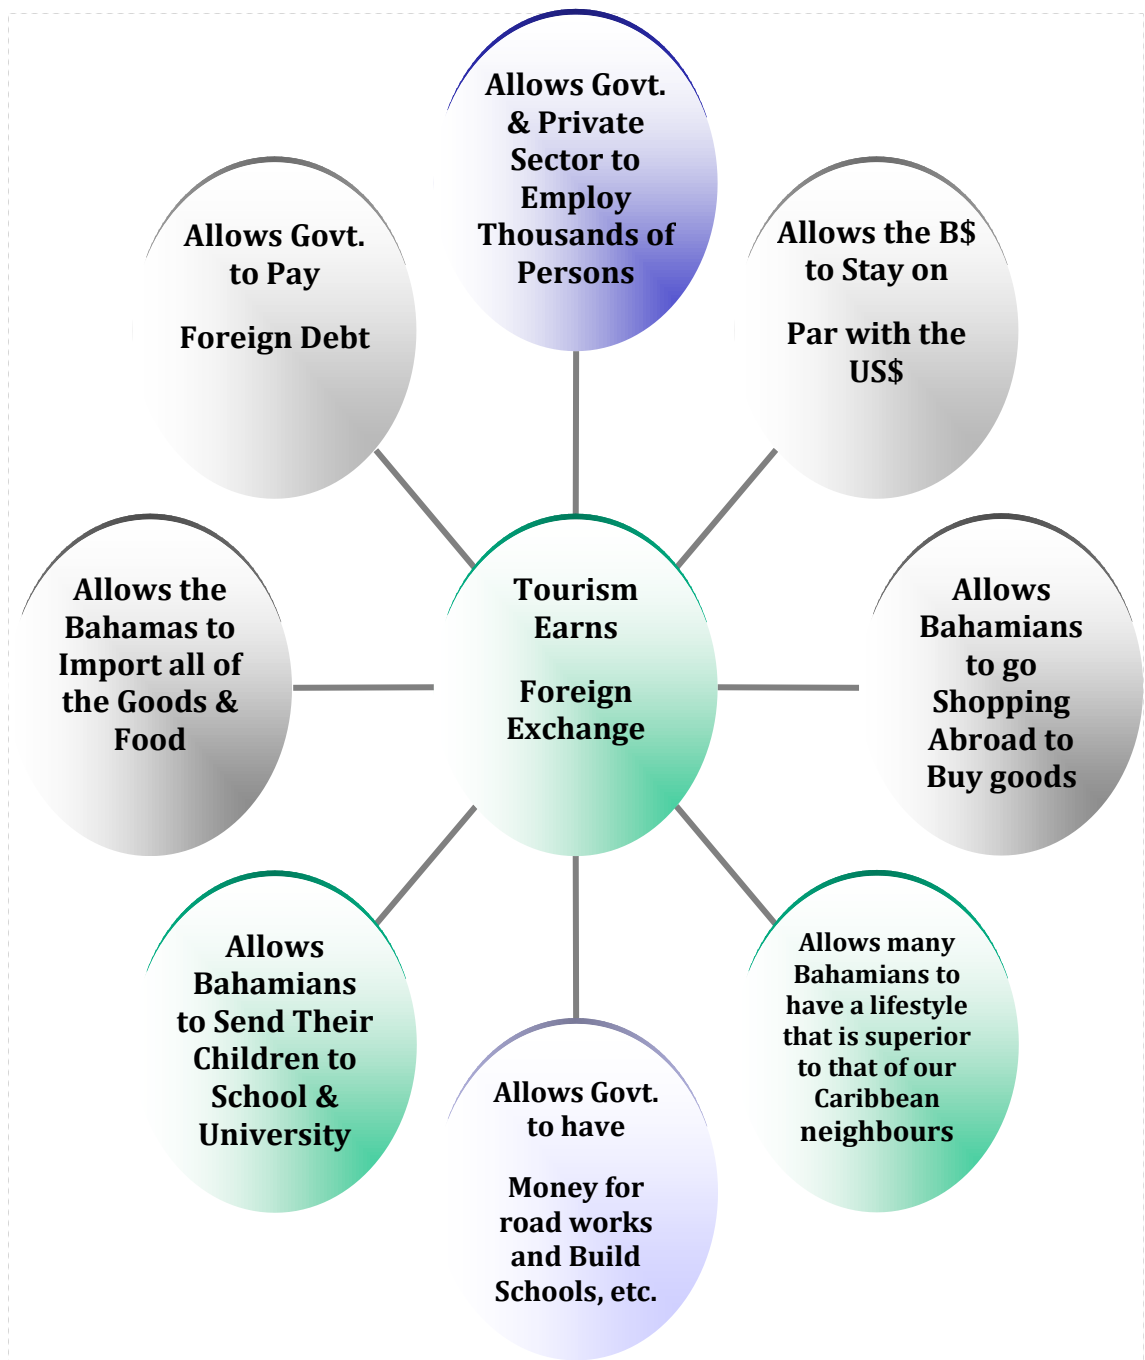 Allows Govt.
& Private
Sector to
Employ
Thousands of
Persons
Allows Govt.
to Pay
Foreign Debt
Allows the B$
to Stay on
Par with the
US$
Allows the
Bahamas to
Import all of
the Goods &
Food
Tourism
Earns
Foreign
Exchange
Allows
Bahamians
to go
Shopping
Abroad to
Buy goods
Allows
Bahamians
to Send Their
Children to
School &
University
Allows many
Bahamians to
have a lifestyle
that is superior
to that of our
Caribbean
neighbours
Allows Govt.
to have
Money for
road works
and Build
Schools, etc.